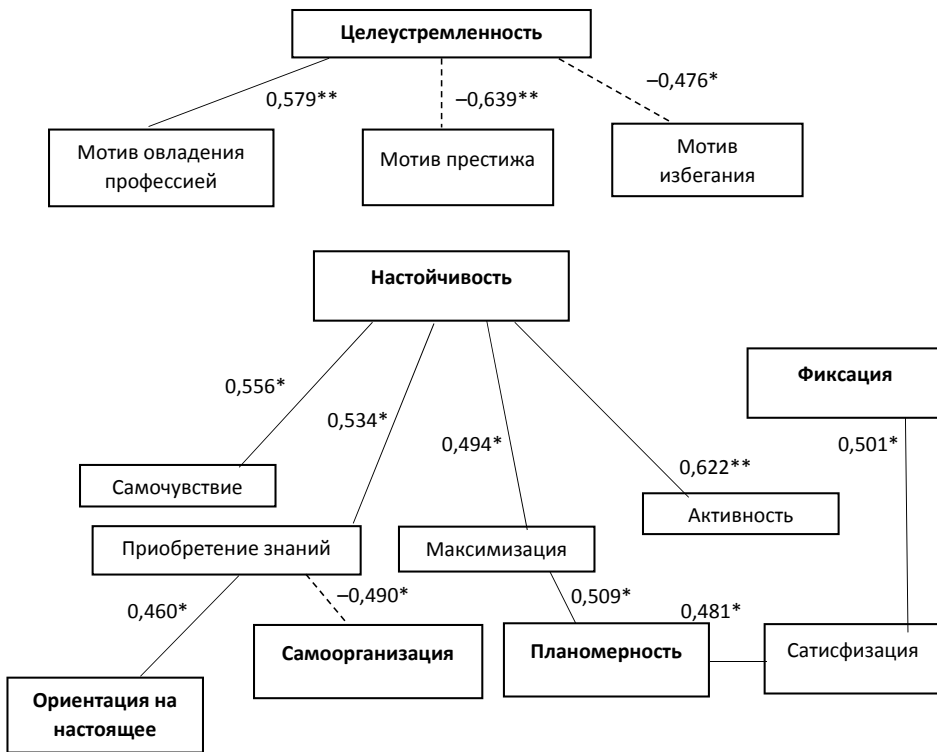 Целеустремленность
0,579**
–0,639**
–0,476*
Мотив овладения
профессией
Мотив престижа
Мотив
избегания
Настойчивость
Фиксация
0,556*
0,534*
0,494*
0,622**
0,501*
Самочувствие
Активность
Приобретение знаний
Максимизация
0,460*
–0,490*
0,509*
0,481*
Самоорганизация
Планомерность
Сатисфизация
Ориентация на
настоящее